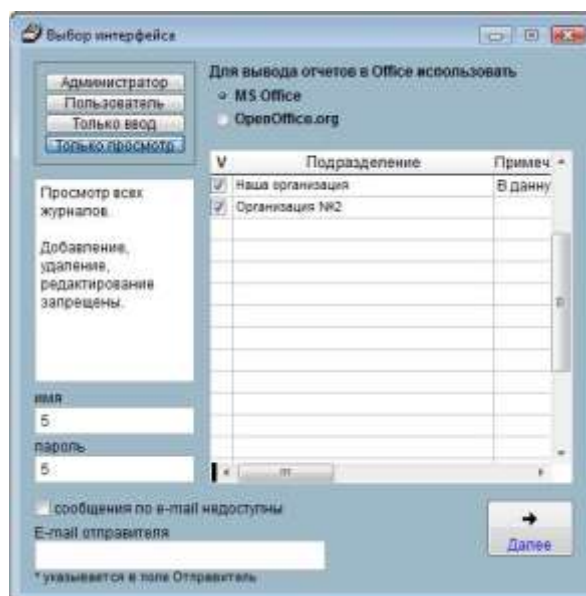 Выбор интерфейса
Администратор
Пользователь
Только ввод
Только просмотр
Для вывода отчетов в Office использовать
MS Office
OpenOffice.org
V Подразделение Примеч
Наша организация В данну
Организация №2
Просмотр всех
журналов.
Добавление,
удаление,
редактирование
запрещены.
имя
5
пароль
5
сообщения по e-mail недоступны
E-mail отправителя
* указывается в поле Отправитель
Далее